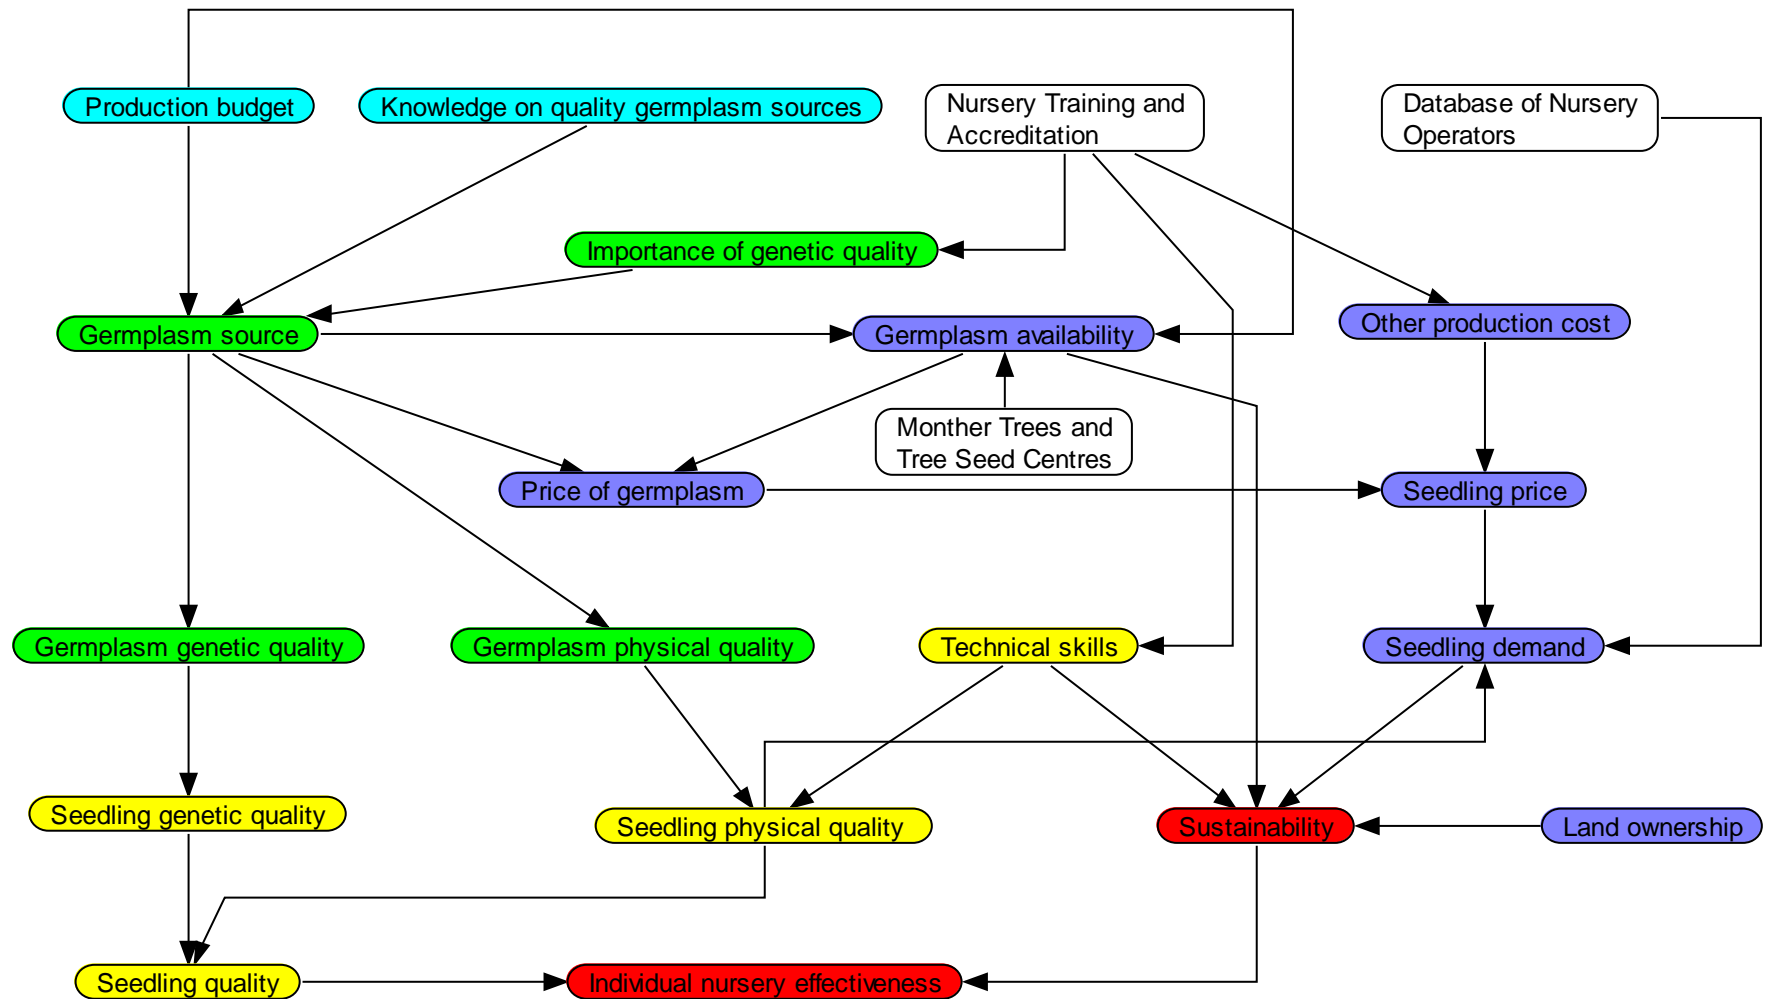 Production budget
Knowledge on quality germplasm sources
Nursery Training and
Accreditation
Database of Nursery
Operators
Importance of genetic quality
Germplasm source
Germplasm availability
Other production cost
Monther Trees and
Tree Seed Centres
Price of germplasm
Seedling price
Germplasm genetic quality
Germplasm physical quality
Technical skills
Seedling demand
Seedling genetic quality
Seedling physical quality
Sustainability
Land ownership
Seedling quality
Individual nursery effectiveness